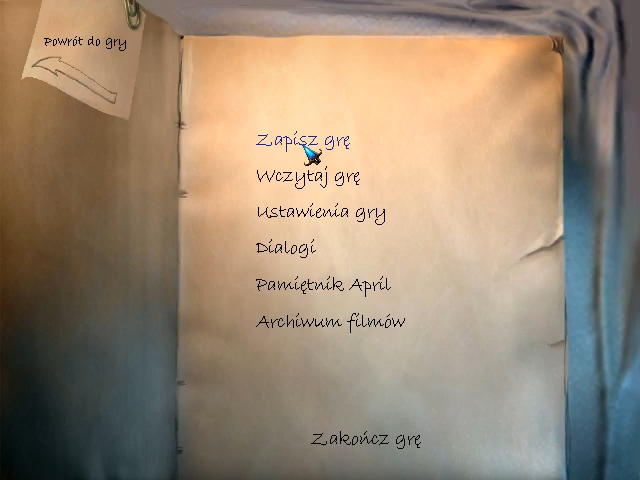 Powrót do gry
Zapisz grę
Wczytaj grę
Ustawienia gry
Dialogi
Pamiętnik April
Archiwum filmów
Zakończ grę